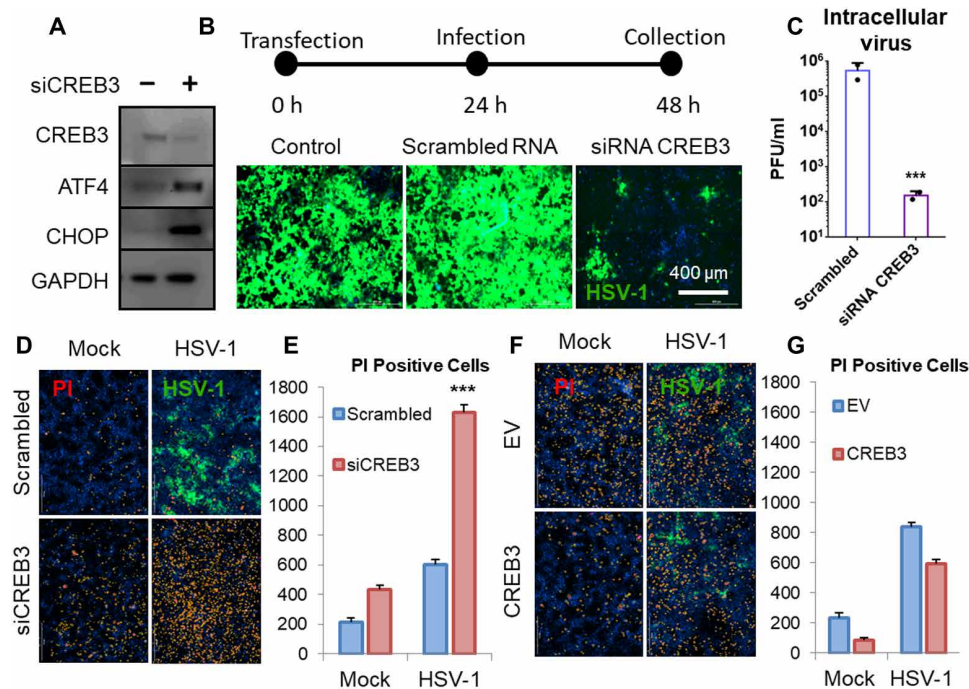 A
siCREB3 − +
CREB3
ATF4
CHOP
GAPDH
B
Transfection Infection Collection
0 h 24 h 48 h
Control Scrambled RNA siRNA CREB3
400 µm
HSV-1
C
Intracellular
virus
PFU/ml
10⁶
10⁵
10⁴
10³
10²
10¹
***
Scrambled
siRNA CREB3
D
Mock HSV-1
PI HSV-1
Scrambled
siCREB3
E
PI Positive Cells
1800
1600
1400
1200
1000
800
600
400
200
0
***
Scrambled
siCREB3
Mock HSV-1
F
Mock HSV-1
PI HSV-1
EV
CREB3
G
PI Positive Cells
1800
1600
1400
1200
1000
800
600
400
200
0
EV
CREB3
Mock HSV-1